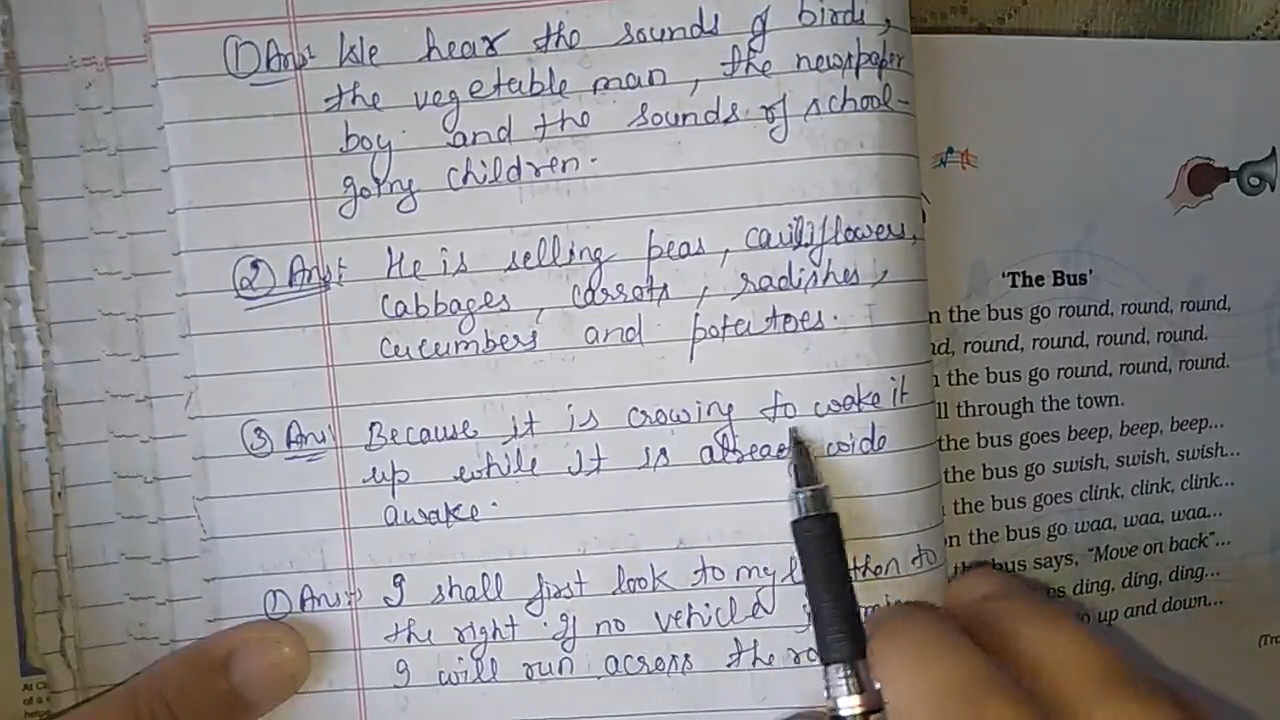 ① Ans:- We hear the sounds of birds,
the vegetable man, the newspaper
boy and the sounds of school-
going children.
② Ans:- He is selling peas, cauliflowers,
cabbages, carrots, radishes,
cucumbers and potatoes.
③ Ans:- Because it is crowing to wake it
up while it is already wide
awake.
① Ans:- I shall first look to my then to
the right. If no vehicle
I will run across the
'The Bus'
the bus go round, round, round,
round, round, round, round.
the bus go round, round, round.
all through the town.
the bus goes beep, beep, beep...
the bus go swish, swish, swish...
the bus goes clink, clink, clink...
the bus go waa, waa, waa...
the bus says, "Move on back"...
ding, ding, ding...
up and down...